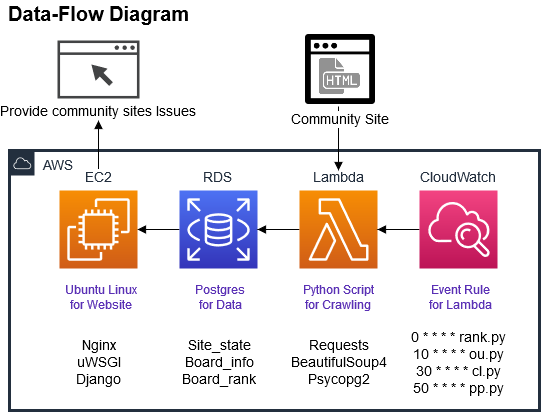 Data-Flow Diagram
Provide community sites Issues
HTML
Community Site
AWS
EC2
RDS
Lambda
CloudWatch
Ubuntu Linux
for Website
Postgres
for Data
Python Script
for Crawling
Event Rule
for Lambda
Nginx
uWSGI
Django
Site_state
Board_info
Board_rank
Requests
BeautifulSoup4
Psycopg2
0 * * * * rank.py
10 * * * * ou.py
30 * * * * cl.py
50 * * * * pp.py